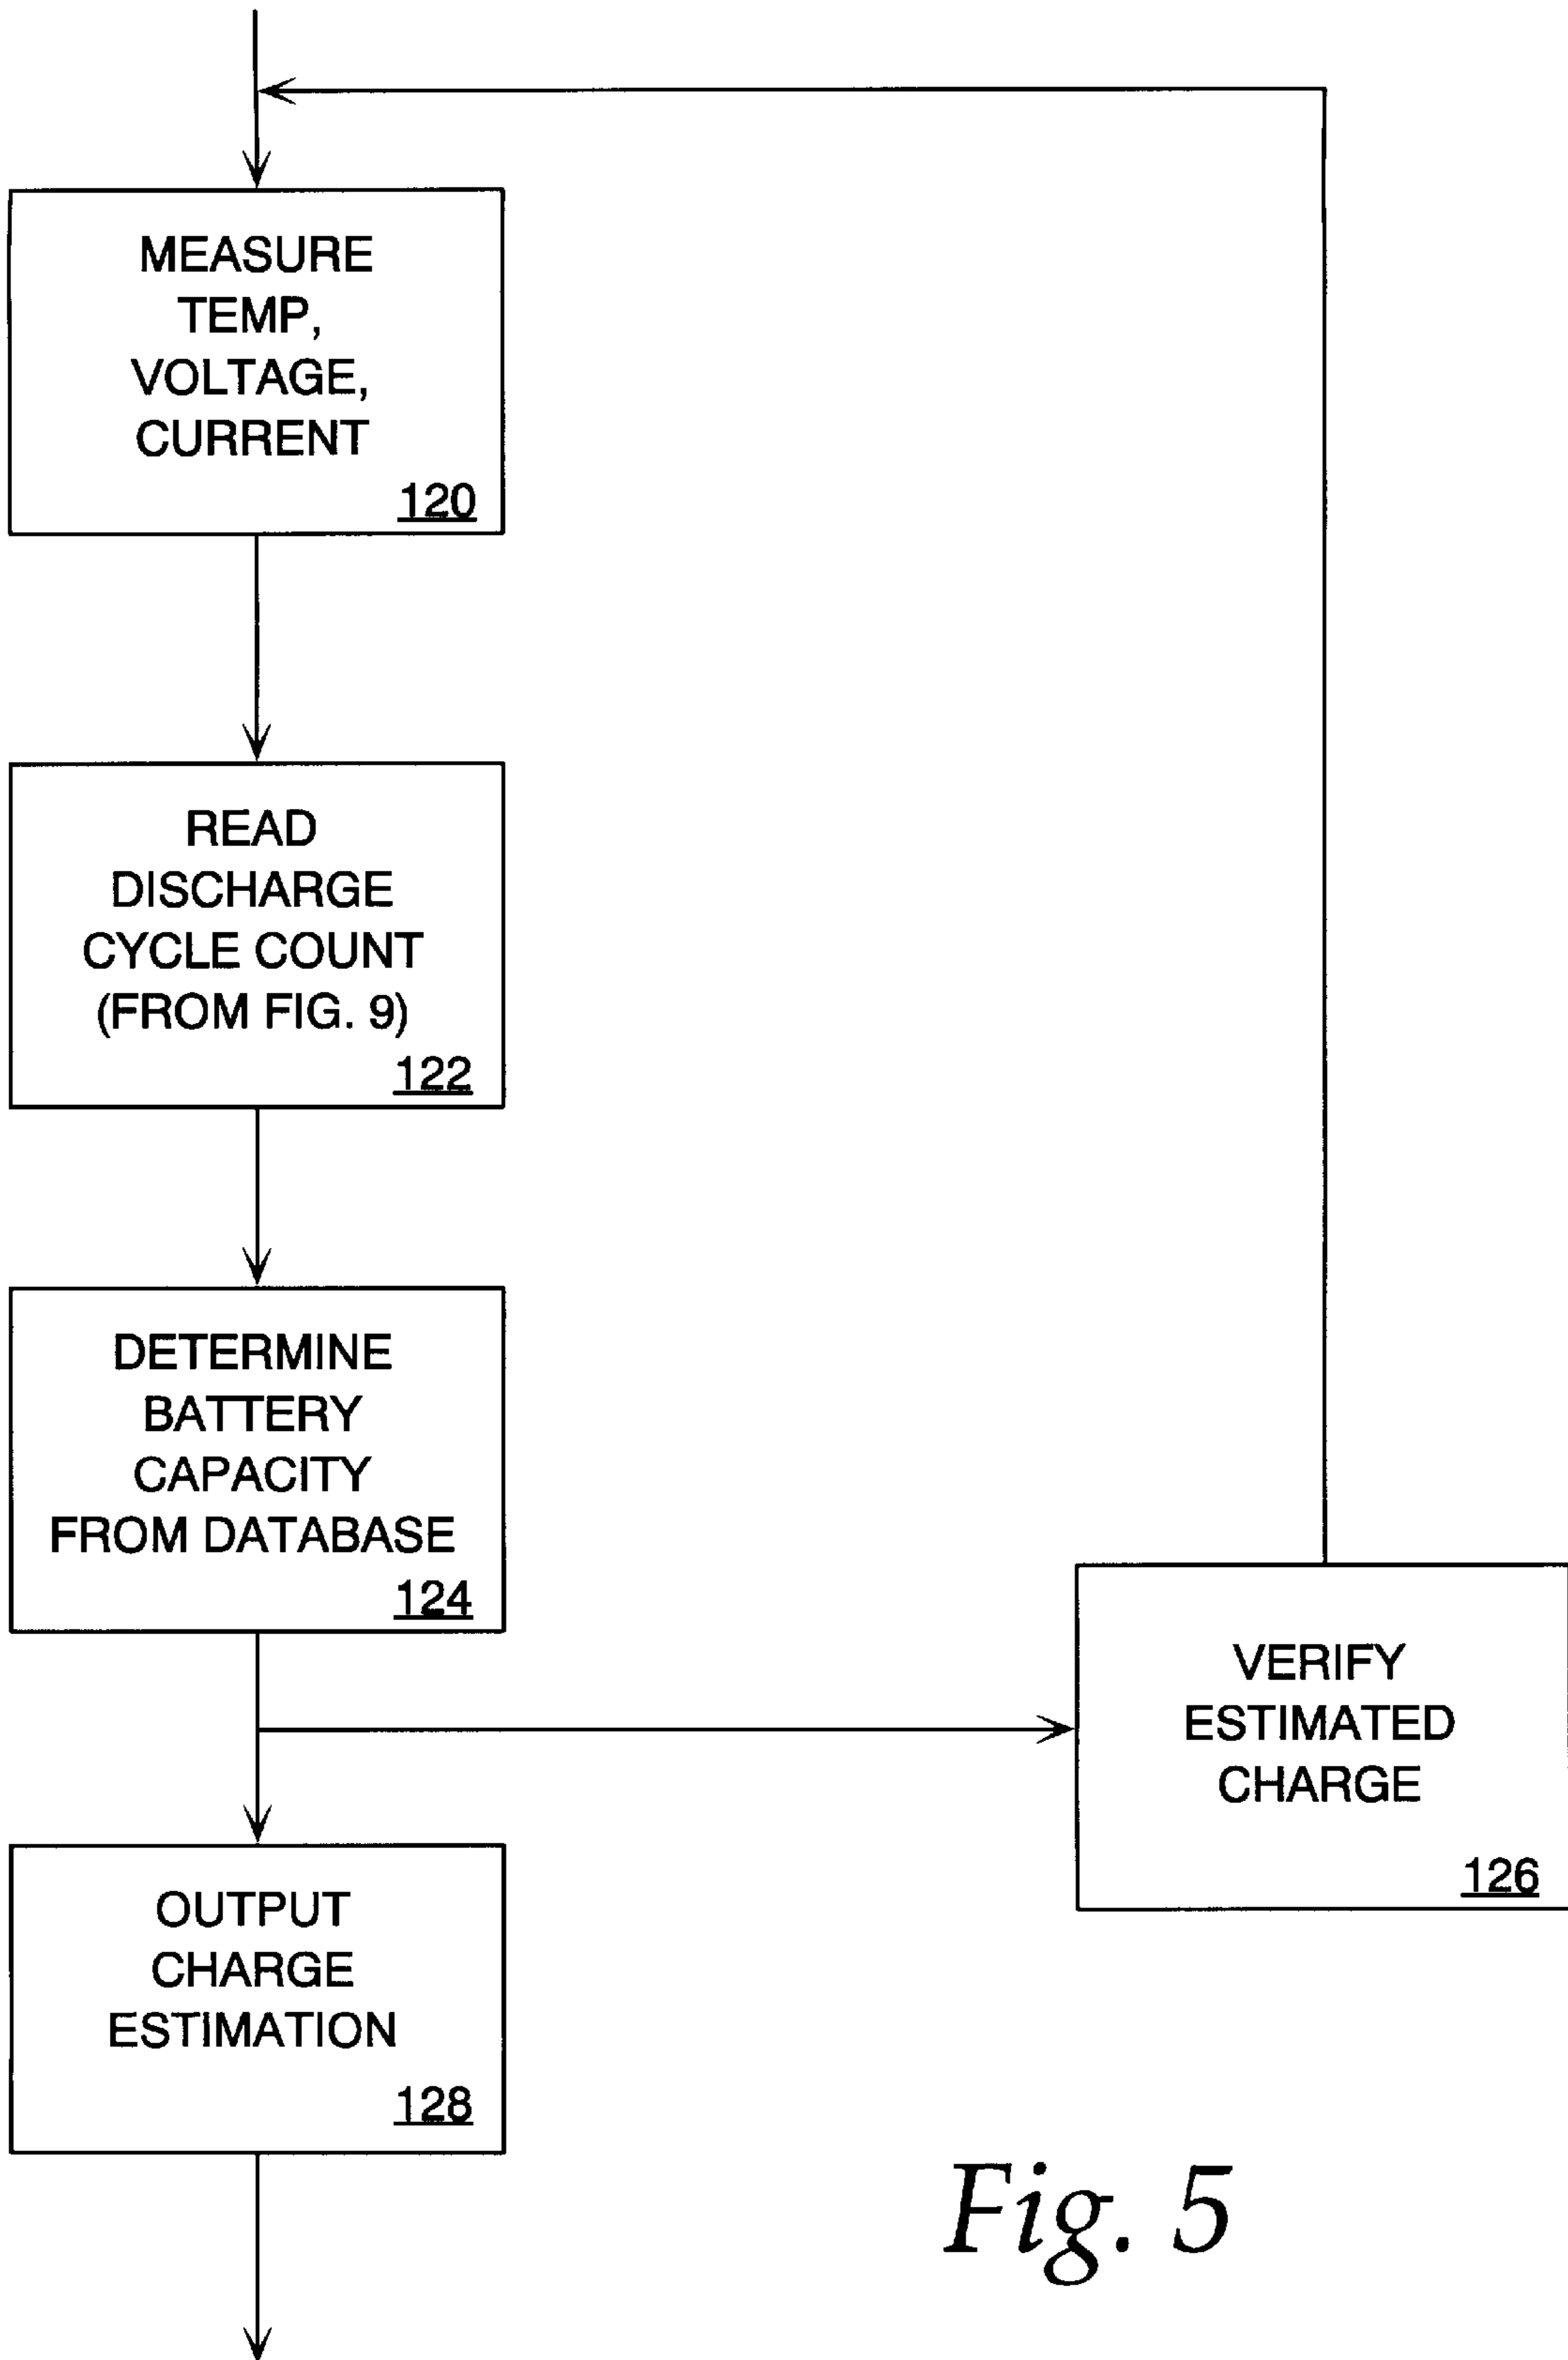 MEASURE
TEMP,
VOLTAGE,
CURRENT
120
READ
DISCHARGE
CYCLE COUNT
(FROM FIG. 9)
122
DETERMINE
BATTERY
CAPACITY
FROM DATABASE
124
VERIFY
ESTIMATED
CHARGE
126
OUTPUT
CHARGE
ESTIMATION
128
Fig. 5